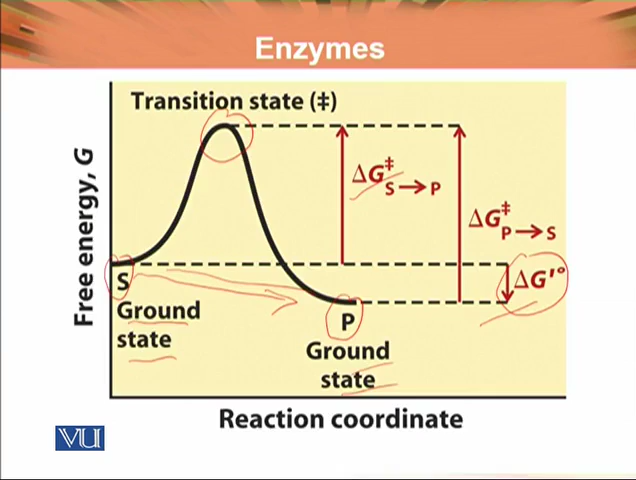 Enzymes
Transition state (‡)
Free energy, G
ΔG‡S→P
ΔG‡P→S
ΔG′°
S
Ground
state
P
Ground
state
Reaction coordinate
VU